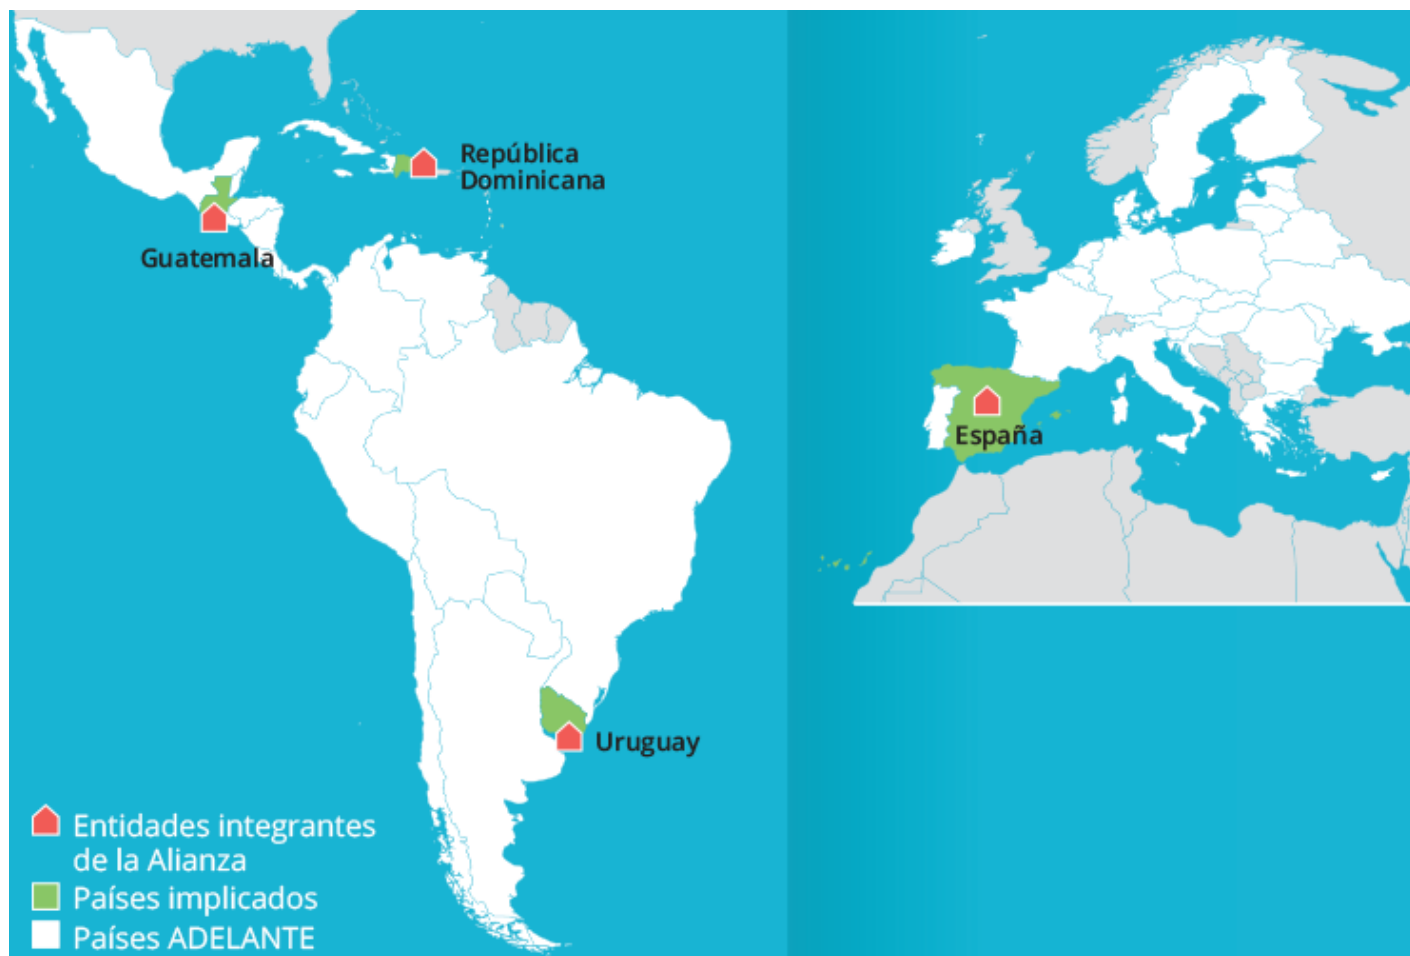 República
Dominicana
Guatemala
España
Uruguay
Entidades integrantes
de la Alianza
Países implicados
Países ADELANTE